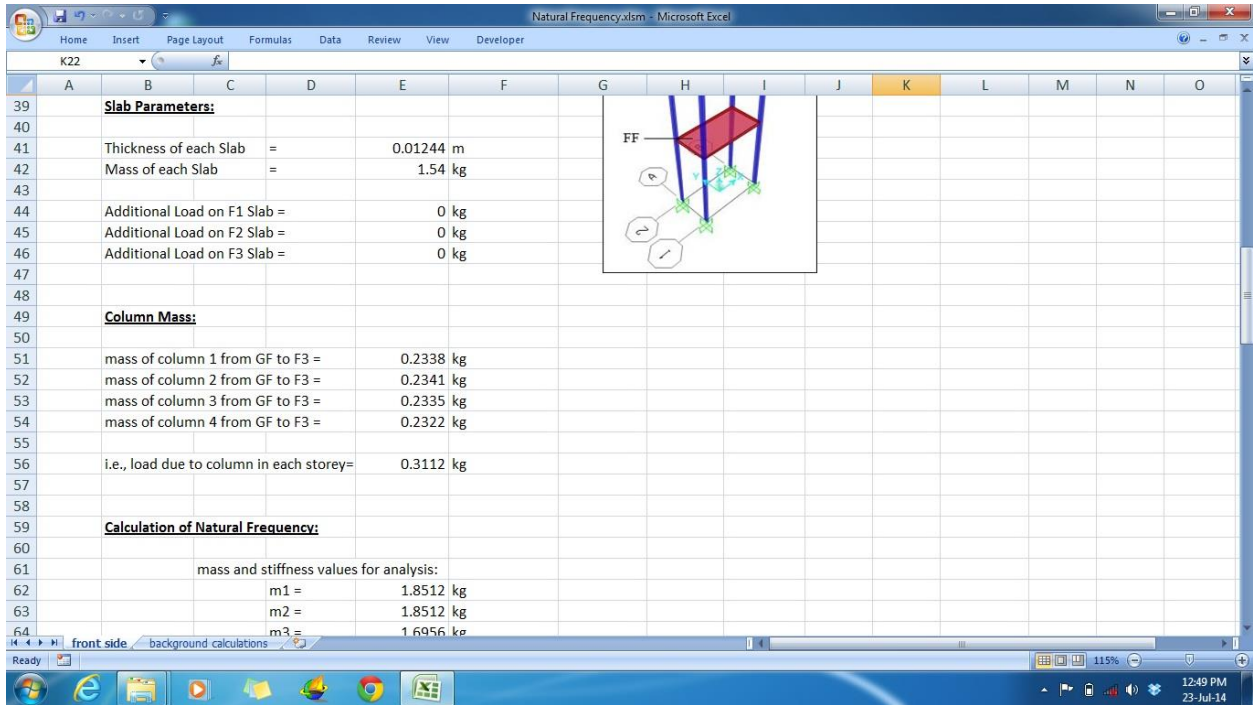 Natural Frequency.xlsm - Microsoft Excel
Home Insert Page Layout Formulas Data Review View Developer
K22 fx
A B C D E F G H I J K L M N O
39 Slab Parameters:
40
41 Thickness of each Slab = 0.01244 m
42 Mass of each Slab = 1.54 kg
43
44 Additional Load on F1 Slab = 0 kg
45 Additional Load on F2 Slab = 0 kg
46 Additional Load on F3 Slab = 0 kg
47
48
49 Column Mass:
50
51 mass of column 1 from GF to F3 = 0.2338 kg
52 mass of column 2 from GF to F3 = 0.2341 kg
53 mass of column 3 from GF to F3 = 0.2335 kg
54 mass of column 4 from GF to F3 = 0.2322 kg
55
56 i.e., load due to column in each storey= 0.3112 kg
57
58
59 Calculation of Natural Frequency:
60
61 mass and stiffness values for analysis:
62 m1 = 1.8512 kg
63 m2 = 1.8512 kg
64 m3 = 1.6956 kg
FF
A
Y Z X
2
1
front side background calculations
Ready 115%
12:49 PM
23-Jul-14